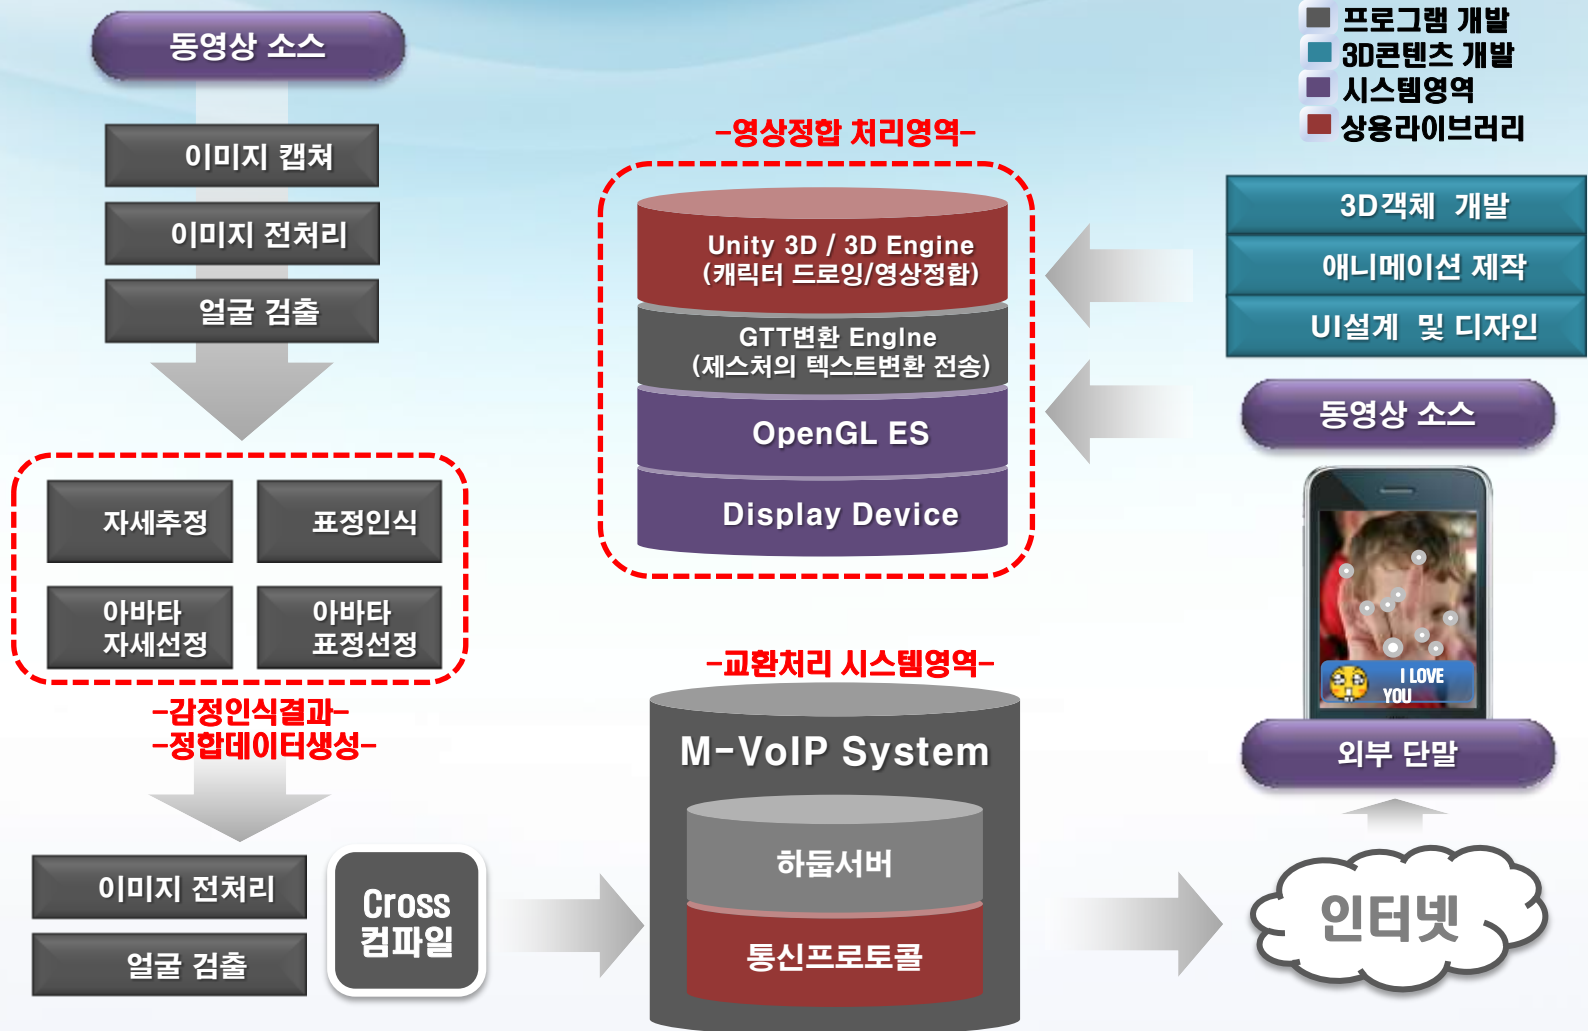 동영상 소스
이미지 캡쳐
이미지 전처리
얼굴 검출
자세추정
표정인식
아바타
자세선정
아바타
표정선정
-감정인식결과-
-정합데이터생성-
이미지 전처리
얼굴 검출
Cross
컴파일
-영상정합 처리영역-
Unity 3D / 3D Engine
(캐릭터 드로잉/영상정합)
GTT변환 EngIne
(제스처의 텍스트변환 전송)
OpenGL ES
Display Device
-교환처리 시스템영역-
M-VoIP System
하둡서버
통신프로토콜
프로그램 개발
3D콘텐츠 개발
시스템영역
상용라이브러리
3D객체 개발
애니메이션 제작
UI설계 및 디자인
동영상 소스
I LOVE
YOU
외부 단말
인터넷